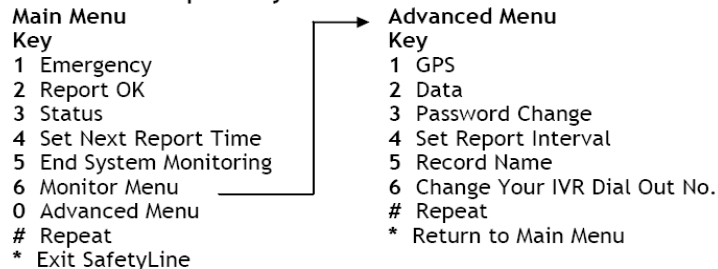 Main Menu
Key
1 Emergency
2 Report OK
3 Status
4 Set Next Report Time
5 End System Monitoring
6 Monitor Menu
0 Advanced Menu
# Repeat
* Exit SafetyLine
Advanced Menu
Key
1 GPS
2 Data
3 Password Change
4 Set Report Interval
5 Record Name
6 Change Your IVR Dial Out No.
# Repeat
* Return to Main Menu